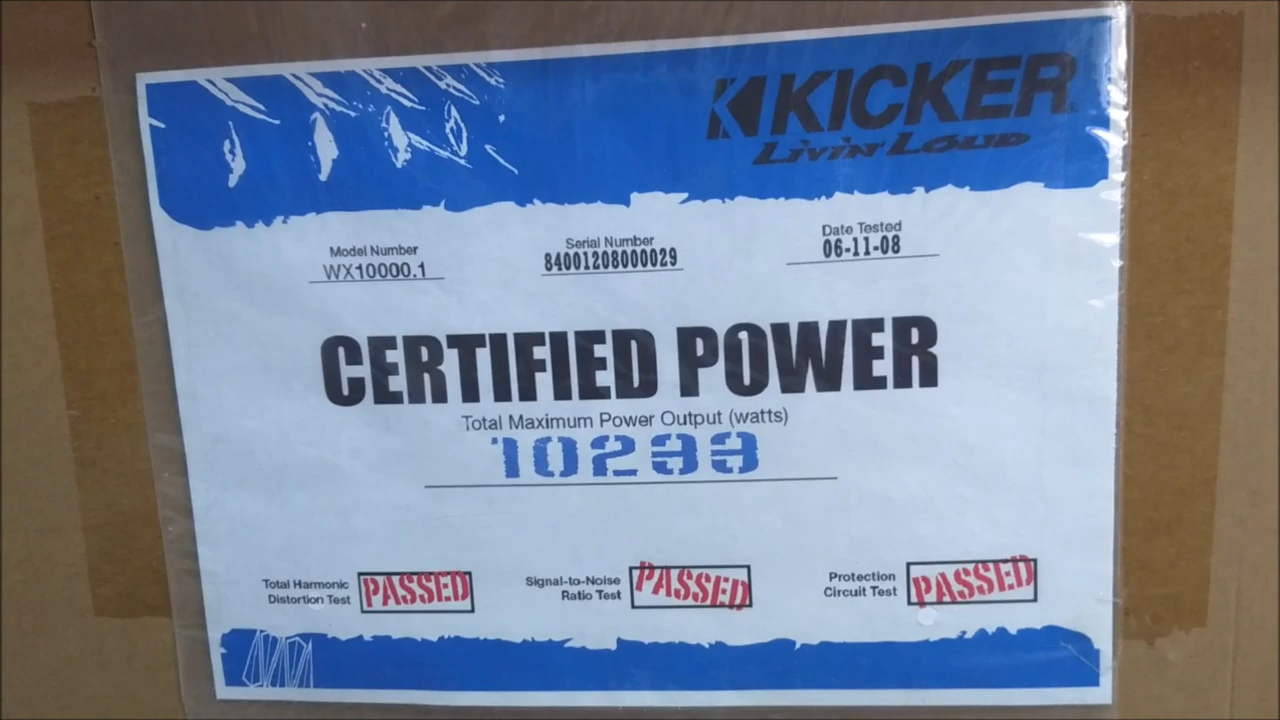 KICKER
LIVIN' LOUD
Model Number
WX10000.1
Serial Number
84001208000029
Date Tested
06-11-08
CERTIFIED POWER
Total Maximum Power Output (watts)
Total Harmonic
Distortion Test
PASSED
Signal-to-Noise
Ratio Test
PASSED
Protection
Circuit Test
PASSED